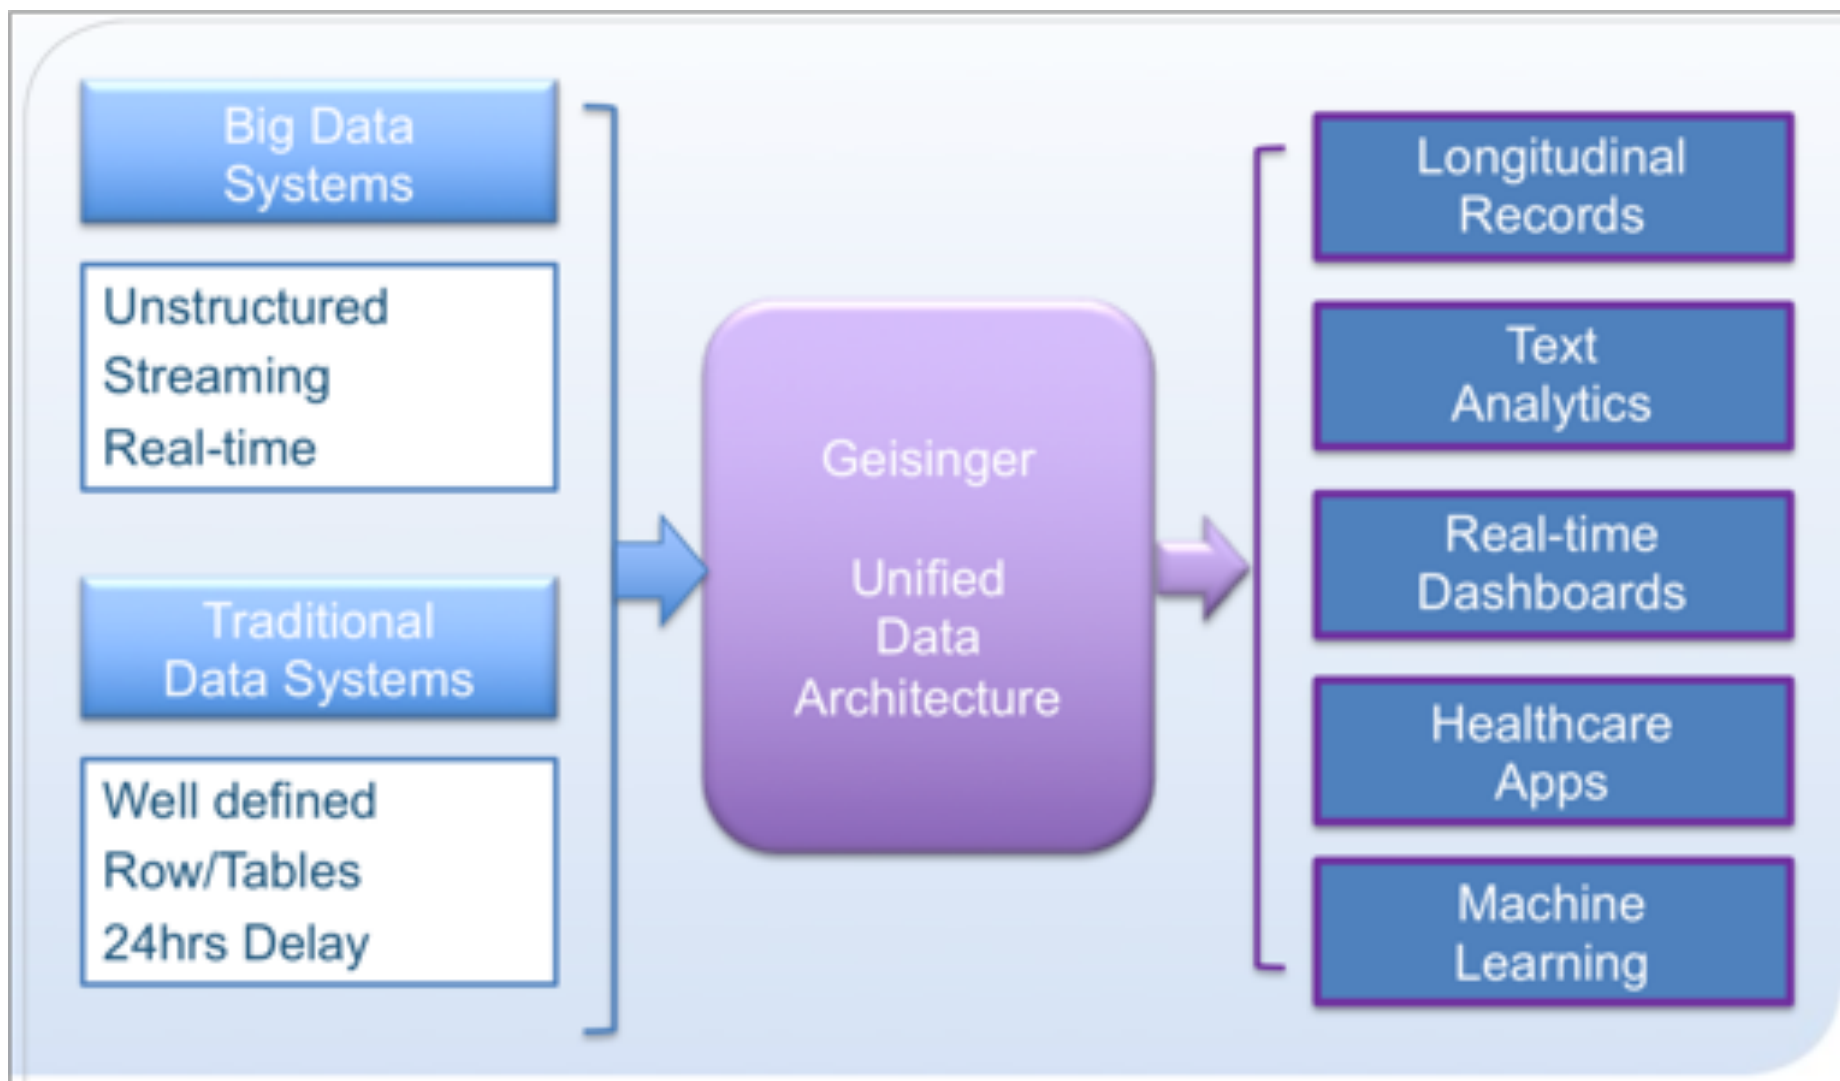 Big Data
Systems
Unstructured
Streaming
Real-time
Traditional
Data Systems
Well defined
Row/Tables
24hrs Delay
Geisinger
Unified
Data
Architecture
Longitudinal
Records
Text
Analytics
Real-time
Dashboards
Healthcare
Apps
Machine
Learning